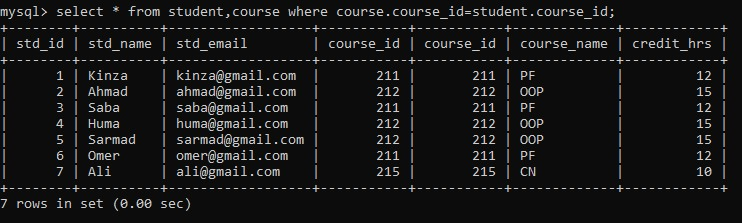 mysql> select * from student,course where course.course_id=student.course_id;
+--------+----------+------------------+-----------+-----------+-------------+------------+
| std_id | std_name | std_email        | course_id | course_id | course_name | credit_hrs |
+--------+----------+------------------+-----------+-----------+-------------+------------+
|      1 | Kinza    | kinza@gmail.com  |       211 |       211 | PF          |         12 |
|      2 | Ahmad    | ahmad@gmail.com  |       212 |       212 | OOP         |         15 |
|      3 | Saba     | saba@gmail.com   |       211 |       211 | PF          |         12 |
|      4 | Huma     | huma@gmail.com   |       212 |       212 | OOP         |         15 |
|      5 | Sarmad   | sarmad@gmail.com |       212 |       212 | OOP         |         15 |
|      6 | Omer     | omer@gmail.com   |       211 |       211 | PF          |         12 |
|      7 | Ali      | ali@gmail.com    |       215 |       215 | CN          |         10 |
+--------+----------+------------------+-----------+-----------+-------------+------------+
7 rows in set (0.00 sec)